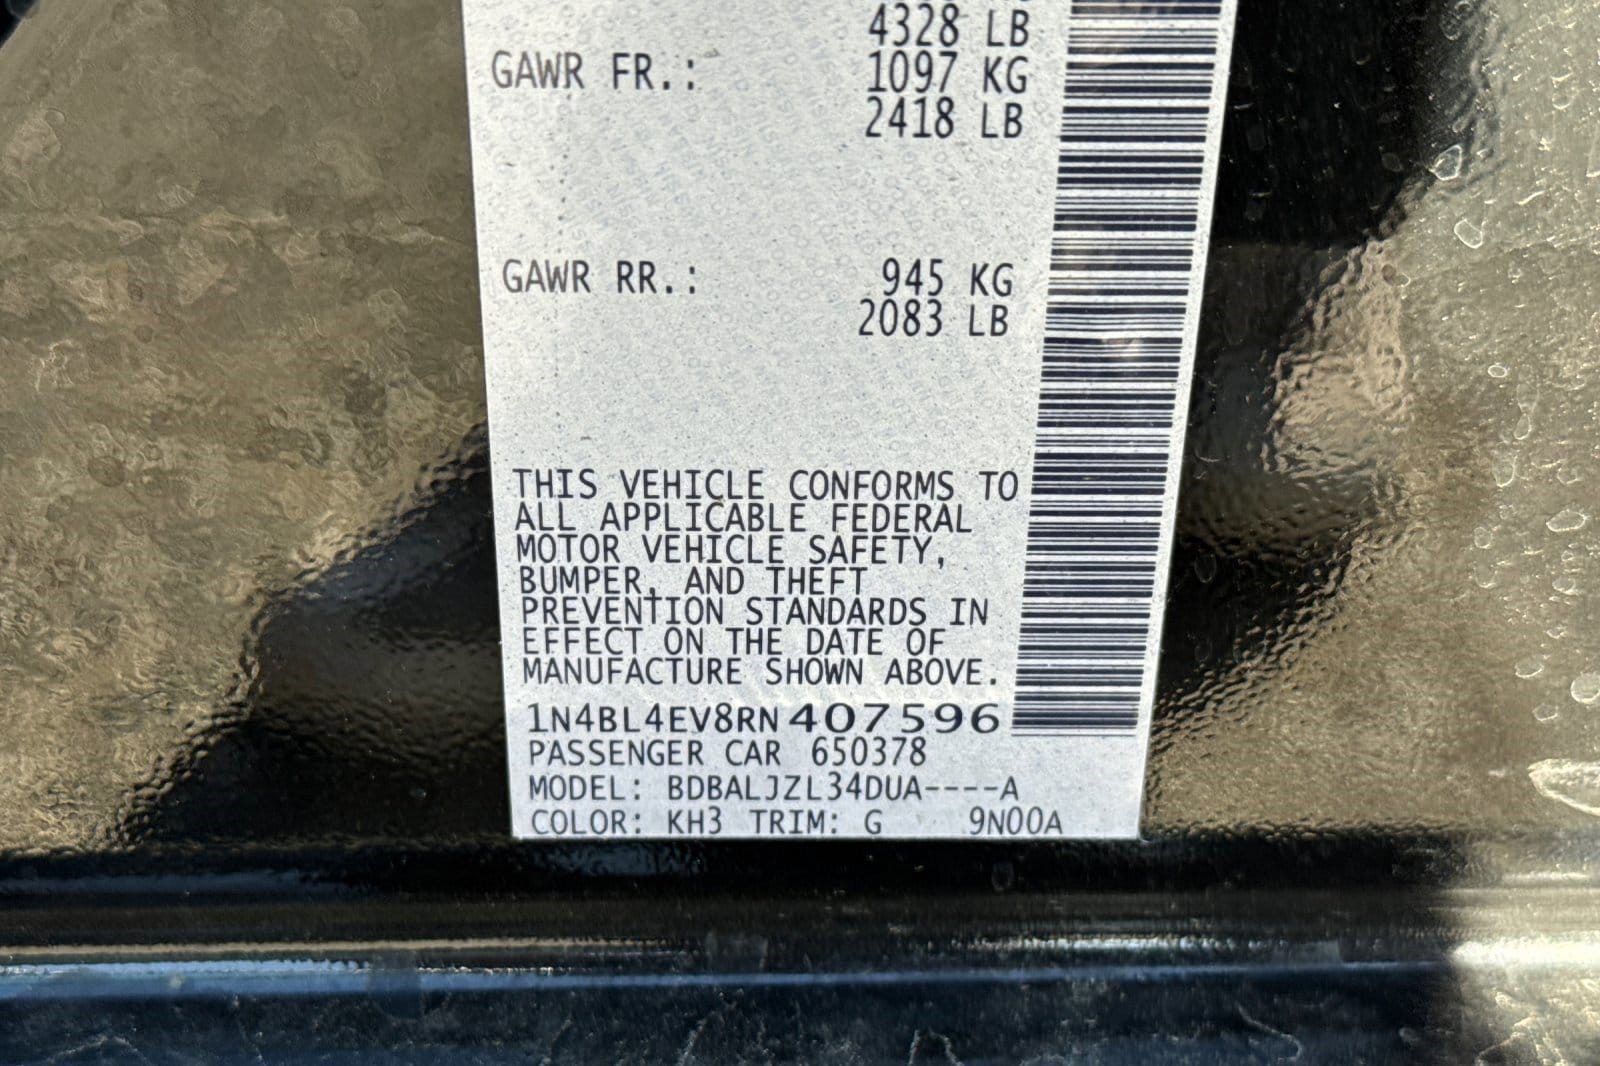 4328 LB
GAWR FR.: 1097 KG
2418 LB
GAWR RR.: 945 KG
2083 LB
THIS VEHICLE CONFORMS TO
ALL APPLICABLE FEDERAL
MOTOR VEHICLE SAFETY,
BUMPER, AND THEFT
PREVENTION STANDARDS IN
EFFECT ON THE DATE OF
MANUFACTURE SHOWN ABOVE.
1N4BL4EV8RN407596
PASSENGER CAR 650378
MODEL: BDBALJZL34DUA----A
COLOR: KH3 TRIM: G 9N00A